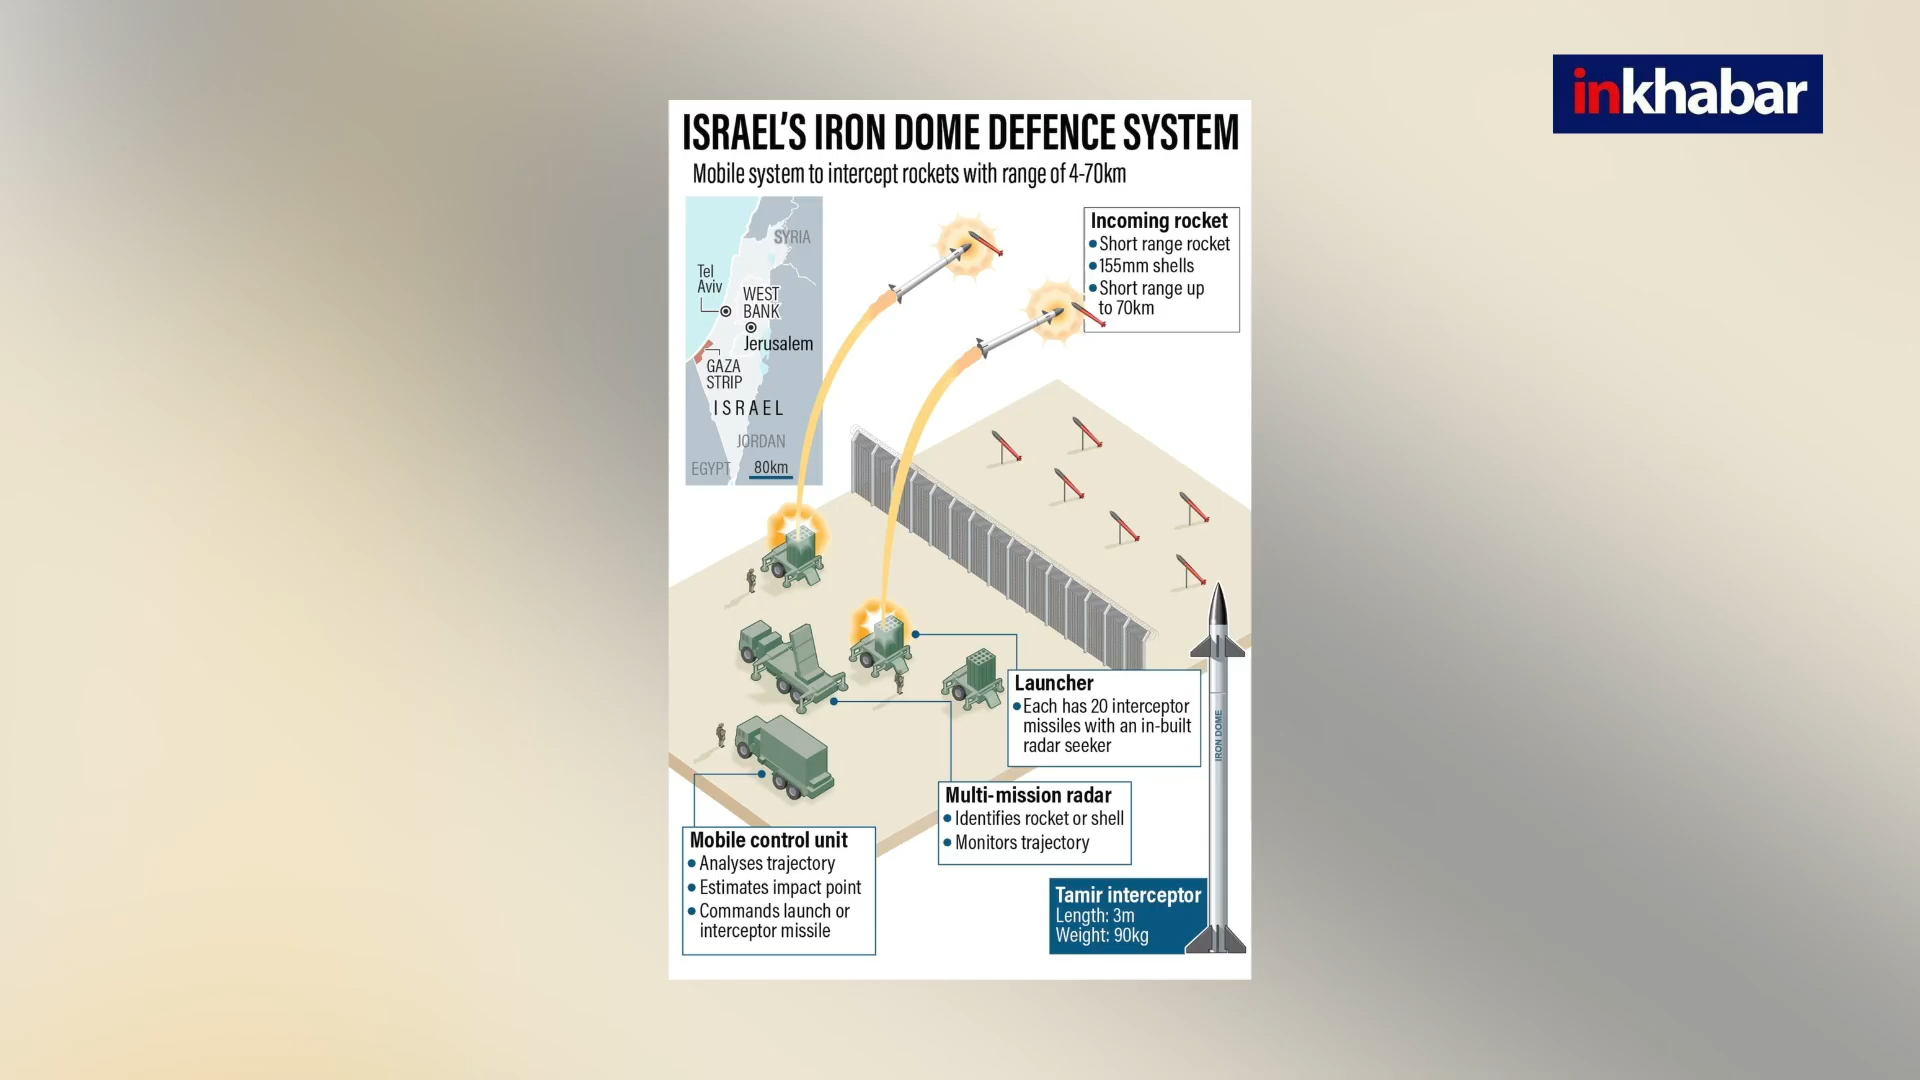 inkhabar
ISRAEL'S IRON DOME DEFENCE SYSTEM
Mobile system to intercept rockets with range of 4-70km
SYRIA
Tel
Aviv
WEST
BANK
Jerusalem
GAZA
STRIP
ISRAEL
JORDAN
EGYPT
80km
Incoming rocket
Short range rocket
155mm shells
Short range up
to 70km
Launcher
Each has 20 interceptor
missiles with an in-built
radar seeker
IRON DOME
Multi-mission radar
Identifies rocket or shell
Monitors trajectory
Mobile control unit
Analyses trajectory
Estimates impact point
Commands launch or
interceptor missile
Tamir interceptor
Length: 3m
Weight: 90kg